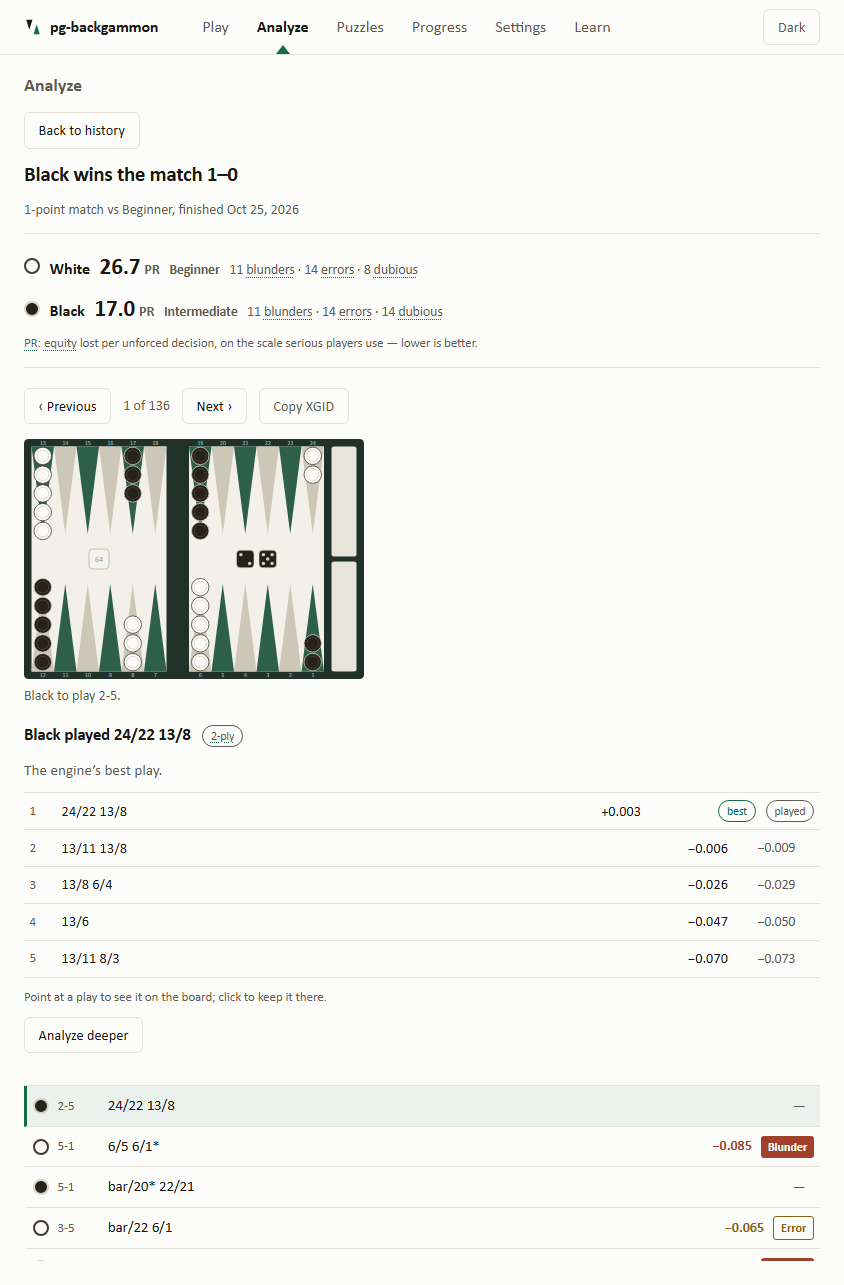 pg-backgammon Play Analyze Puzzles Progress Settings Learn Dark
Analyze
Back to history
Black wins the match 1–0
1-point match vs Beginner, finished Oct 25, 2026
White 26.7 PR Beginner 11 blunders · 14 errors · 8 dubious
Black 17.0 PR Intermediate 11 blunders · 14 errors · 14 dubious
PR: equity lost per unforced decision, on the scale serious players use — lower is better.
‹ Previous 1 of 136 Next › Copy XGID
13 14 15 16 17 18 19 20 21 22 23 24
64
12 11 10 9 8 7 6 5 4 3 2 1
Black to play 2-5.
Black played 24/22 13/8 2-ply
The engine’s best play.
1 24/22 13/8 +0.003 best played
2 13/11 13/8 −0.006 −0.009
3 13/8 6/4 −0.026 −0.029
4 13/6 −0.047 −0.050
5 13/11 8/3 −0.070 −0.073
Point at a play to see it on the board; click to keep it there.
Analyze deeper
2-5 24/22 13/8 —
5-1 6/5 6/1* −0.085 Blunder
5-1 bar/20* 22/21 —
3-5 bar/22 6/1 −0.065 Error